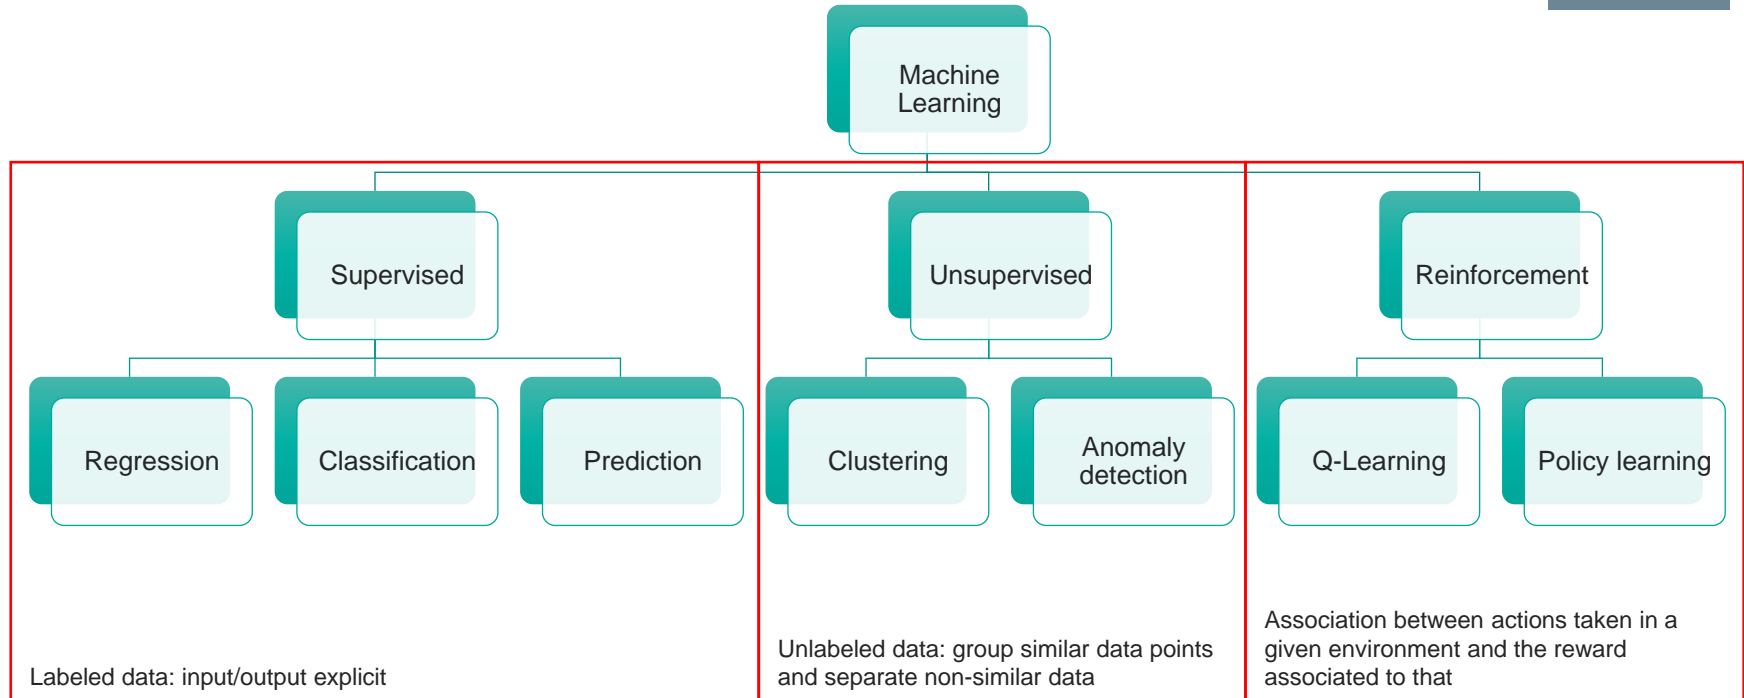 Machine
Learning
Supervised
Unsupervised
Reinforcement
Regression
Classification
Prediction
Clustering
Anomaly
detection
Q-Learning
Policy learning
Labeled data: input/output explicit
Unlabeled data: group similar data points
and separate non-similar data
Association between actions taken in a
given environment and the reward
associated to that